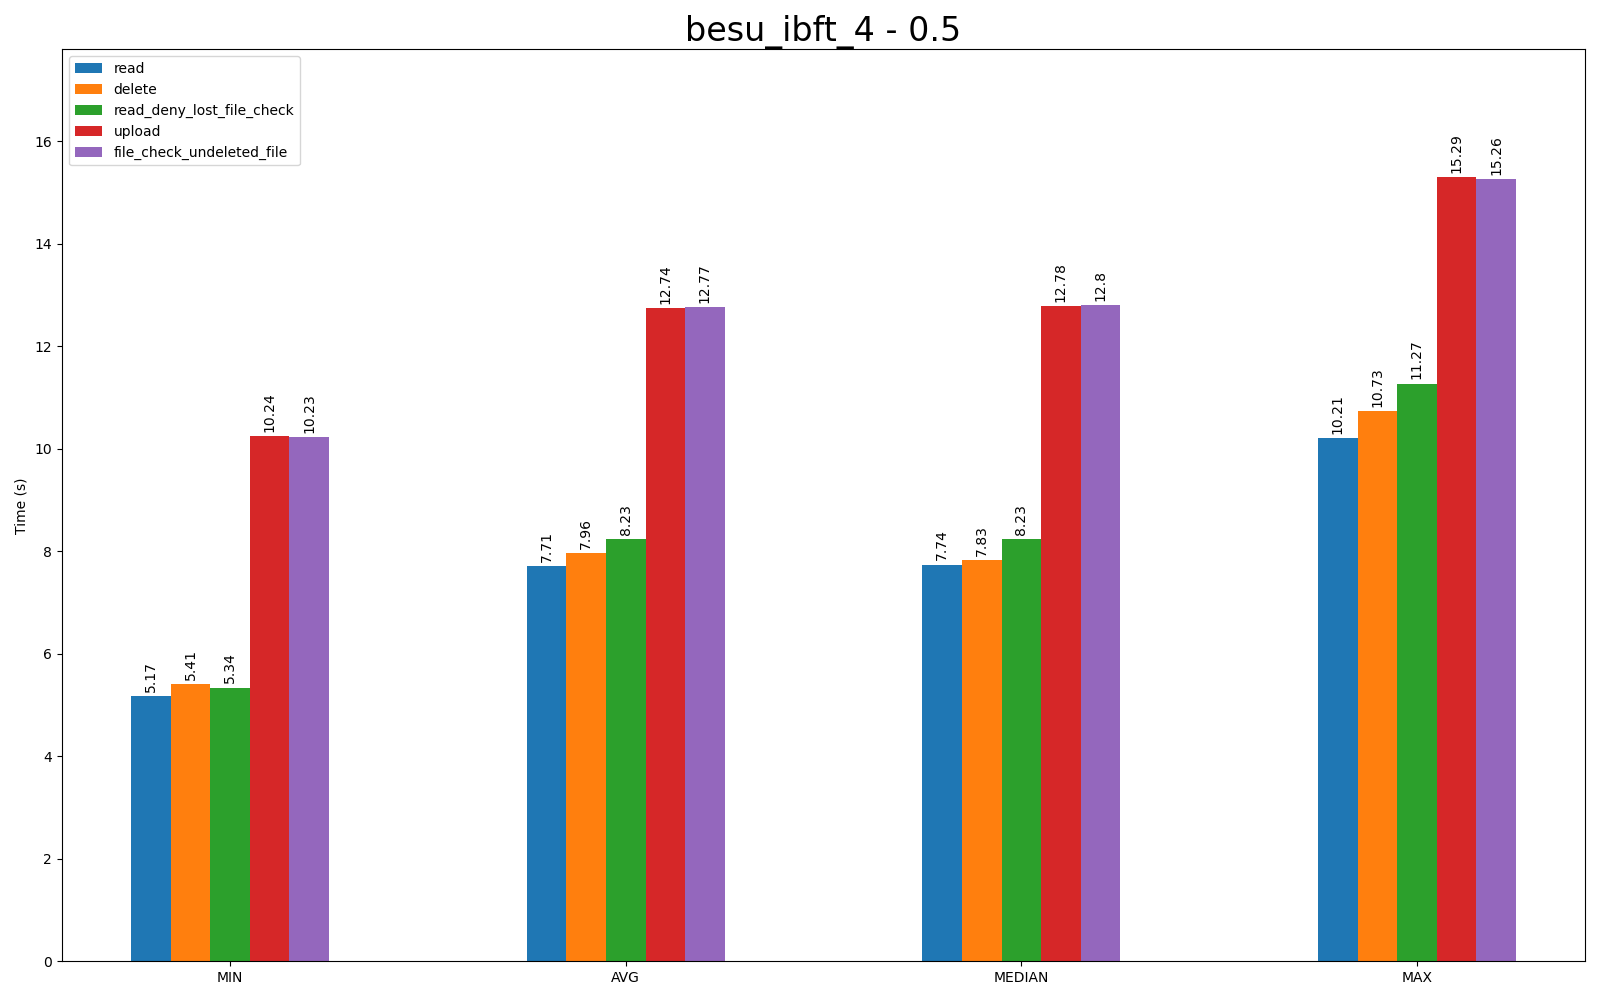 besu_ibft_4 - 0.5
read
delete
read_deny_lost_file_check
upload
file_check_undeleted_file
Time (s)
16
14
12
10
8
6
4
2
0
5.17
5.41
5.34
10.24
10.23
7.71
7.96
8.23
12.74
12.77
7.74
7.83
8.23
12.78
12.8
10.21
10.73
11.27
15.29
15.26
MIN
AVG
MEDIAN
MAX